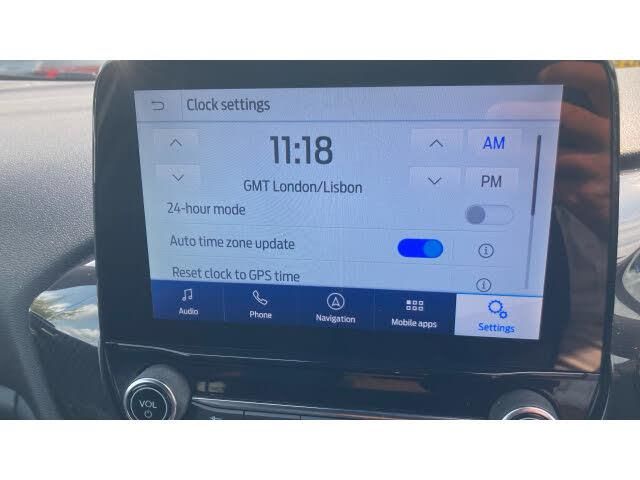 Clock settings
11:18
AM
PM
GMT London/Lisbon
24-hour mode
Auto time zone update
Reset clock to GPS time
Audio
Phone
Navigation
Mobile apps
Settings
VOL